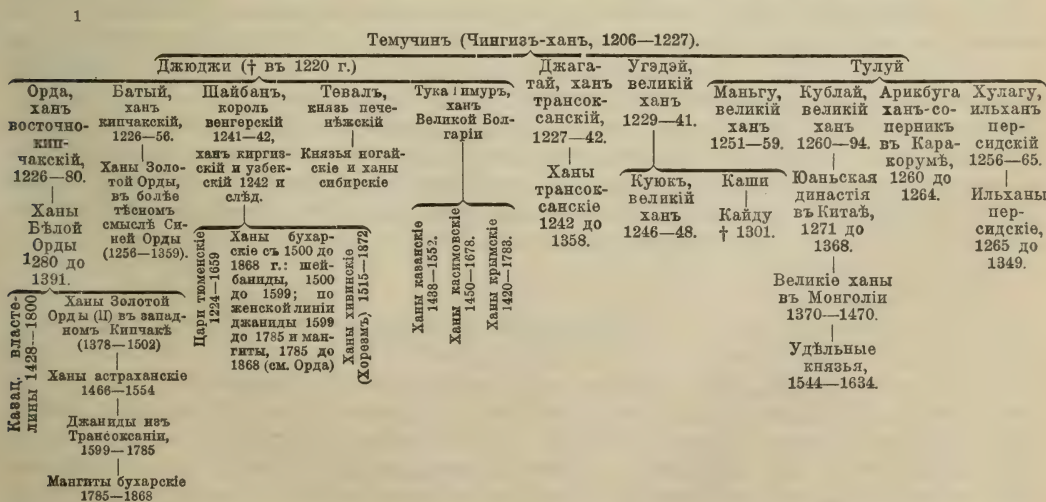 1
Темучинъ (Чингизъ-ханъ, 1206—1227).
Джюджи († въ 1220 г.)
Орда,
ханъ
восточно-
кип-
чакскій,
1226—80.
Ханы
Бѣлой
Орды
1280 до
1391.
Казац. власте-
лины 1428—1800
Ханы Золотой
Орды (II) въ запад-
номъ Кипчакѣ
(1378—1502)
Ханы астраханскіе
1466—1554
Джаниды изъ
Трансоксаніи,
1599—1785
Мангиты бухарскіе
1785—1868
Батый,
ханъ
кипчакскій,
1226—56.
Ханы Золо-
той Орды,
въ болѣе
тѣсномъ
смыслѣ Си-
ней Орды
(1256—1359).
Шайбанъ,
король
венгерскій
1241—42,
ханъ киргиз-
скій и узбек-
скій 1242 и
слѣд.
Цари тюменскіе
1224—1659
Ханы бухар-
скіе съ 1500 до
1868 г.: шей-
баниды, 1500
до 1599; по
женской линіи
джаниды 1599
до 1785 и ман-
гиты, 1785 до
1868 (см. Орда)
Ханы хивинскіе
(Хорезмъ) 1515—1872
Тевалъ,
князь пече-
нѣжскій
Князья ногай-
скіе и ханы
сибирскіе
Тука Тимуръ,
ханъ
Великой Бол-
гаріи
Ханы казанскіе
1438—1552.
Ханы касимовскіе
1450—1678.
Ханы крымскіе
1420—1783.
Джага-
тай, ханъ
трансок-
санскій,
1227—42.
Ханы
трансок-
санскіе
1242 до
1358.
Угэдэй,
великій
ханъ
1229—41.
Куюкъ,
великій
ханъ
1246—48.
Каши
Кайду
† 1301.
Тулуй
Маньгу,
великій
ханъ
1251—59.
Кублай,
великій
ханъ
1260—94.
Юаньская
династія
въ Китаѣ,
1271 до
1368.
Великіе ханы
въ Монголіи
1370—1470.
Удѣльные
князья,
1544—1634.
Арикбуга
ханъ-со-
перникъ
въ Кара-
корумѣ,
1260 до
1264.
Хулагу,
ильханъ
пер-
сидскій
1256—65.
Ильханы
пер-
сидскіе,
1265 до
1349.